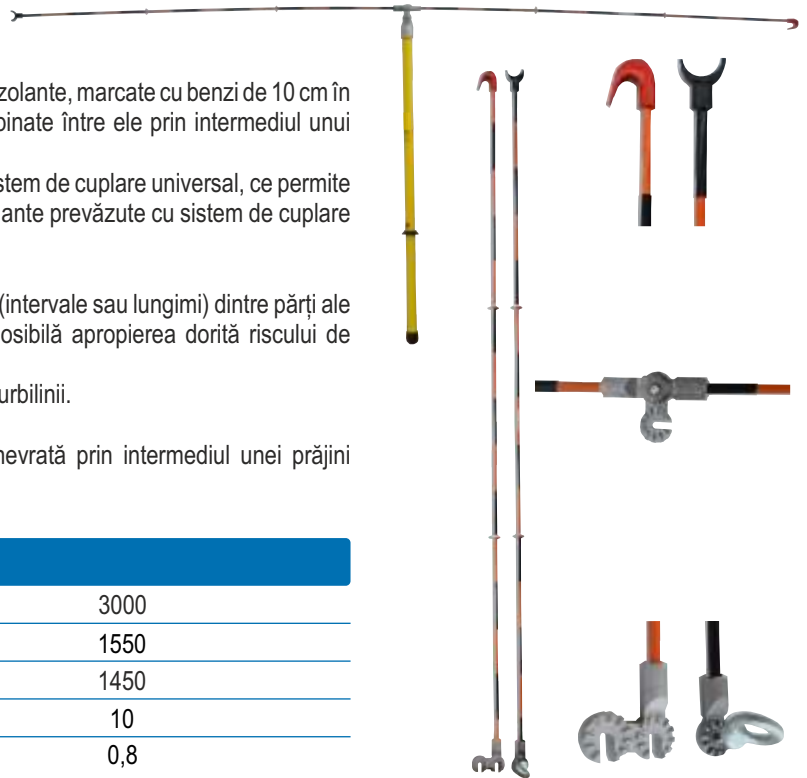 zolante, marcate cu benzi de 10 cm în
binate între ele prin intermediul unui
stem de cuplare universal, ce permite
ante prevăzute cu sistem de cuplare
(intervale sau lungimi) dintre părți ale
osibilă apropierea dorită riscului de
urbilinii.
nevrată prin intermediul unei prăjini
3000
1550
1450
10
0,8